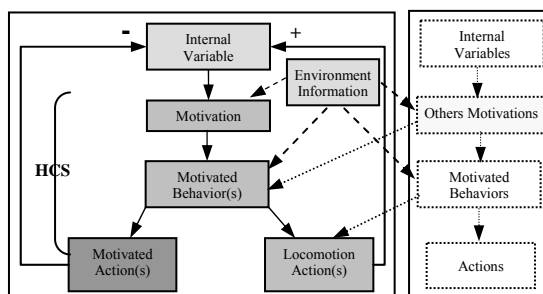 -
+
Internal
Variable
Environment
Information
Motivation
HCS
Motivated
Behavior(s)
Motivated
Action(s)
Locomotion
Action(s)
Internal
Variables
Others Motivations
Motivated
Behaviors
Actions